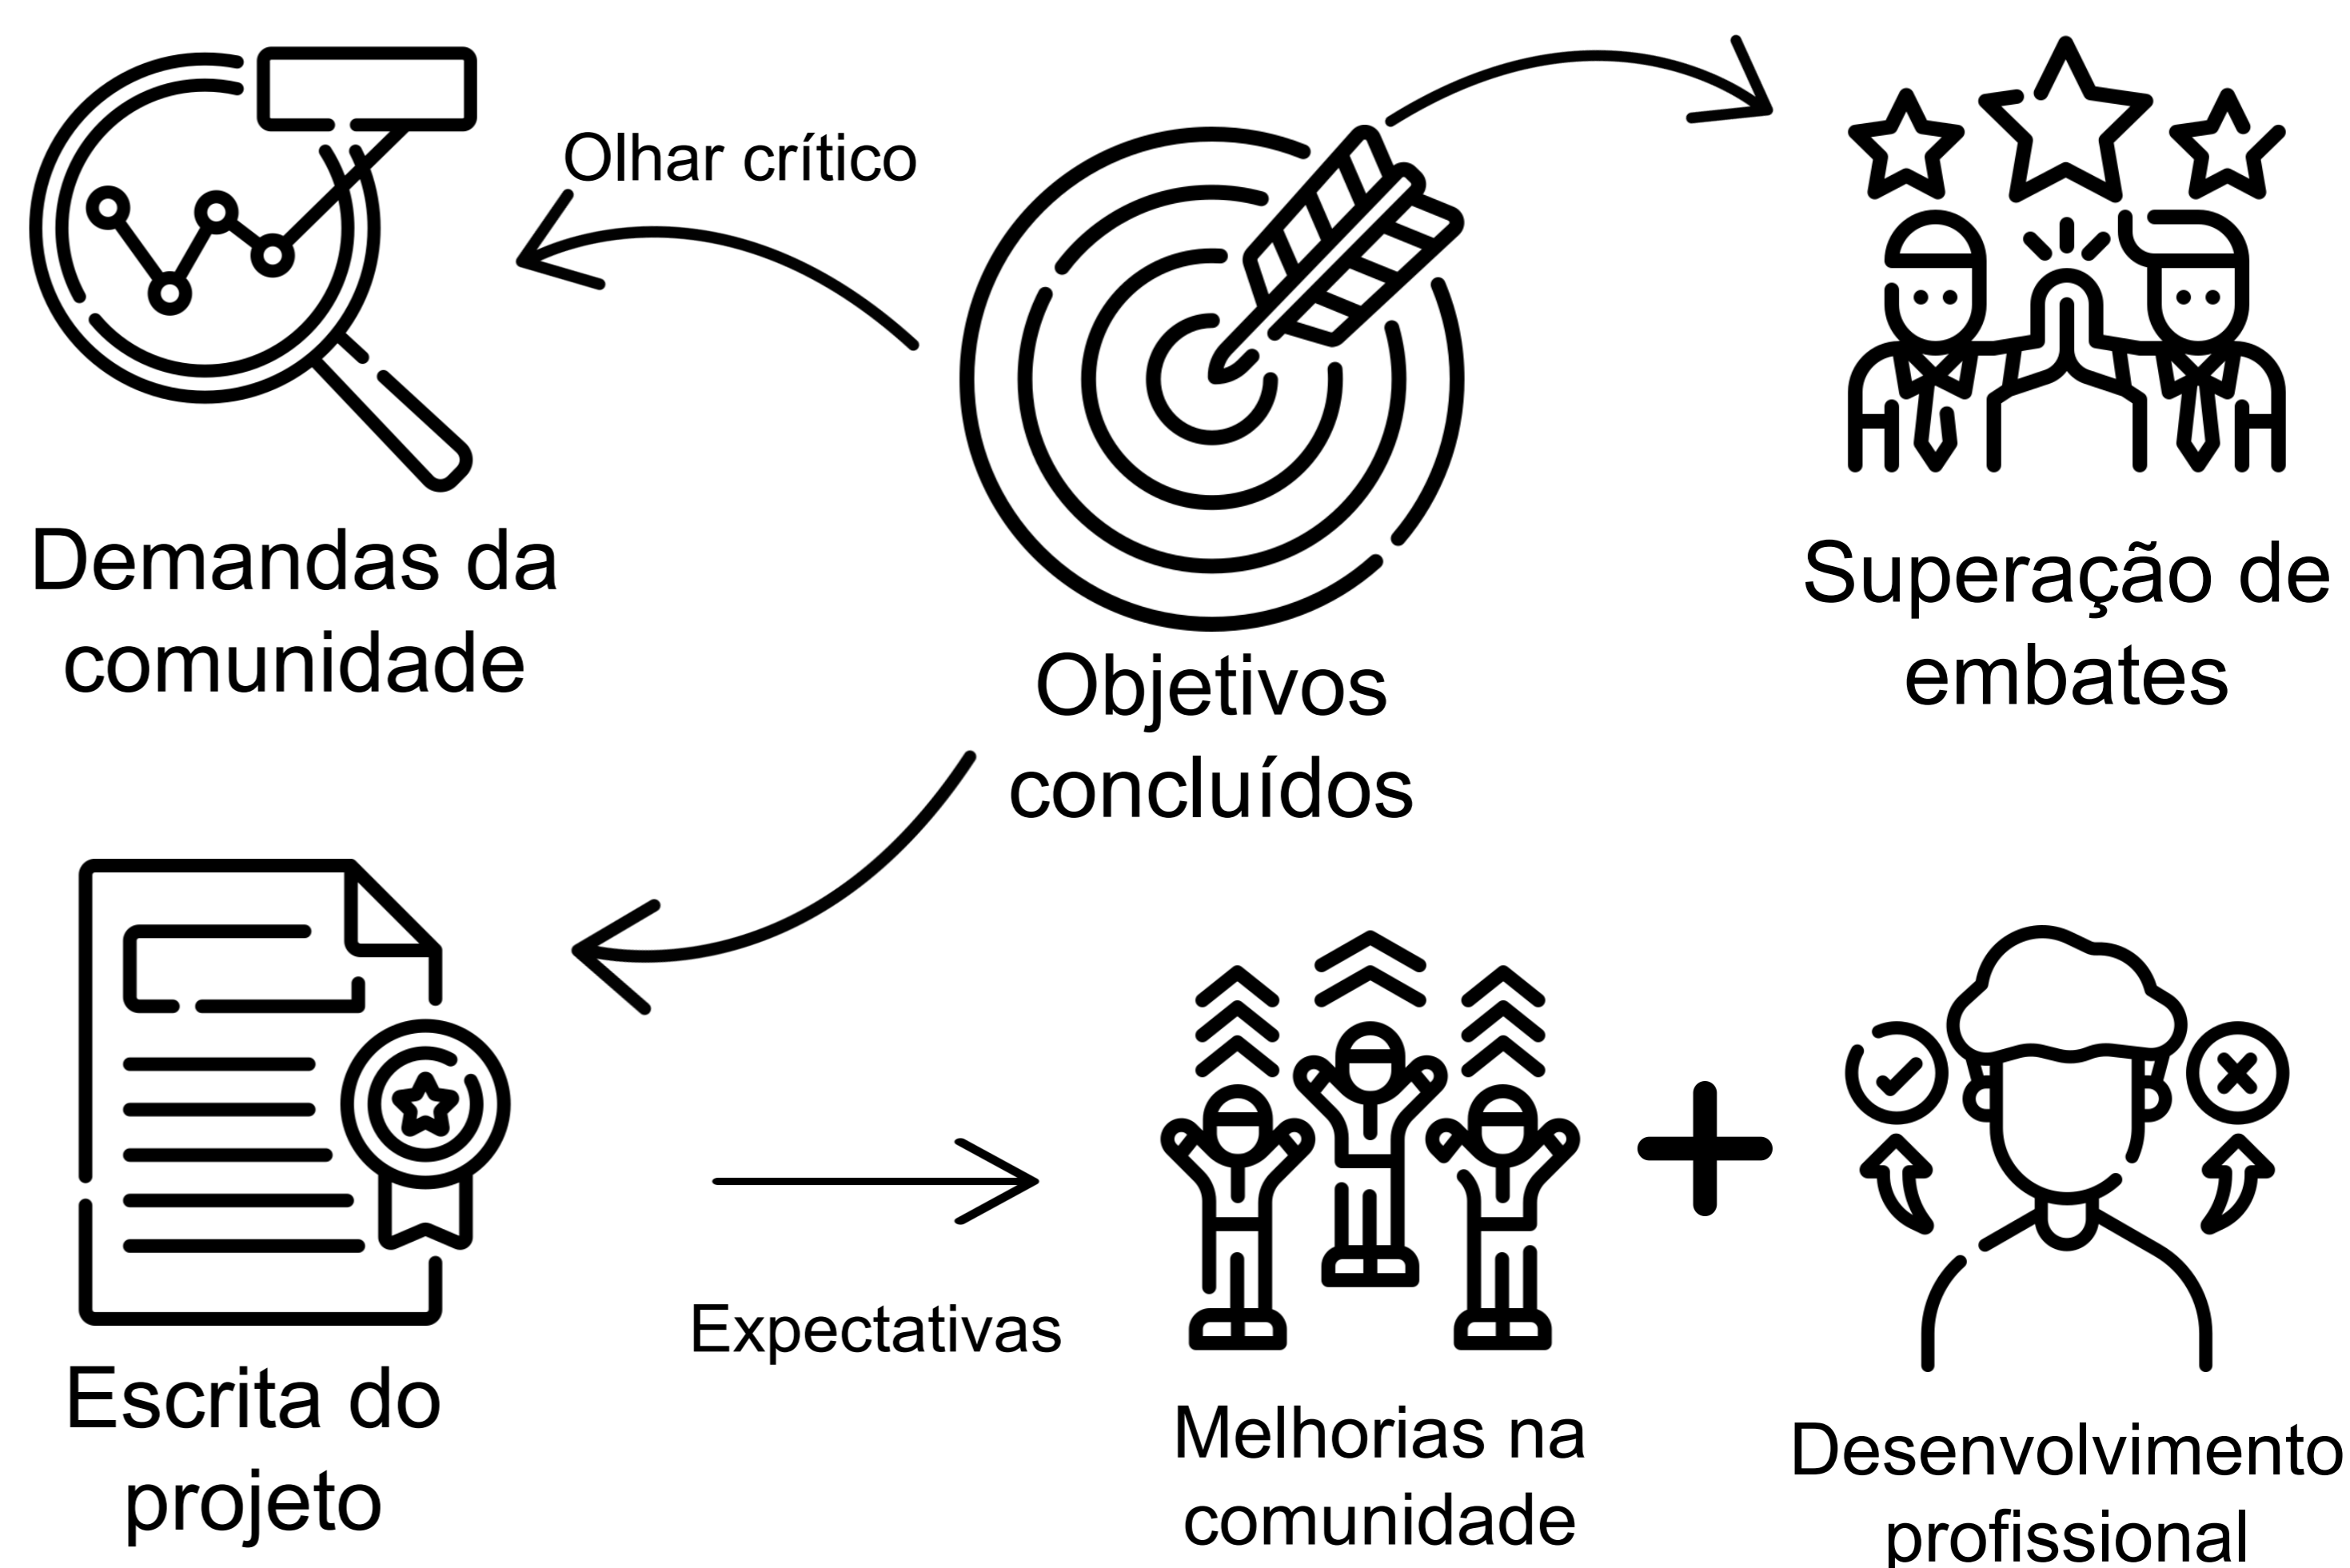 Olhar crítico
Demandas da
comunidade
Objetivos
concluídos
Superação de
embates
Escrita do
projeto
Expectativas
Melhorias na
comunidade
Desenvolvimento
profissional